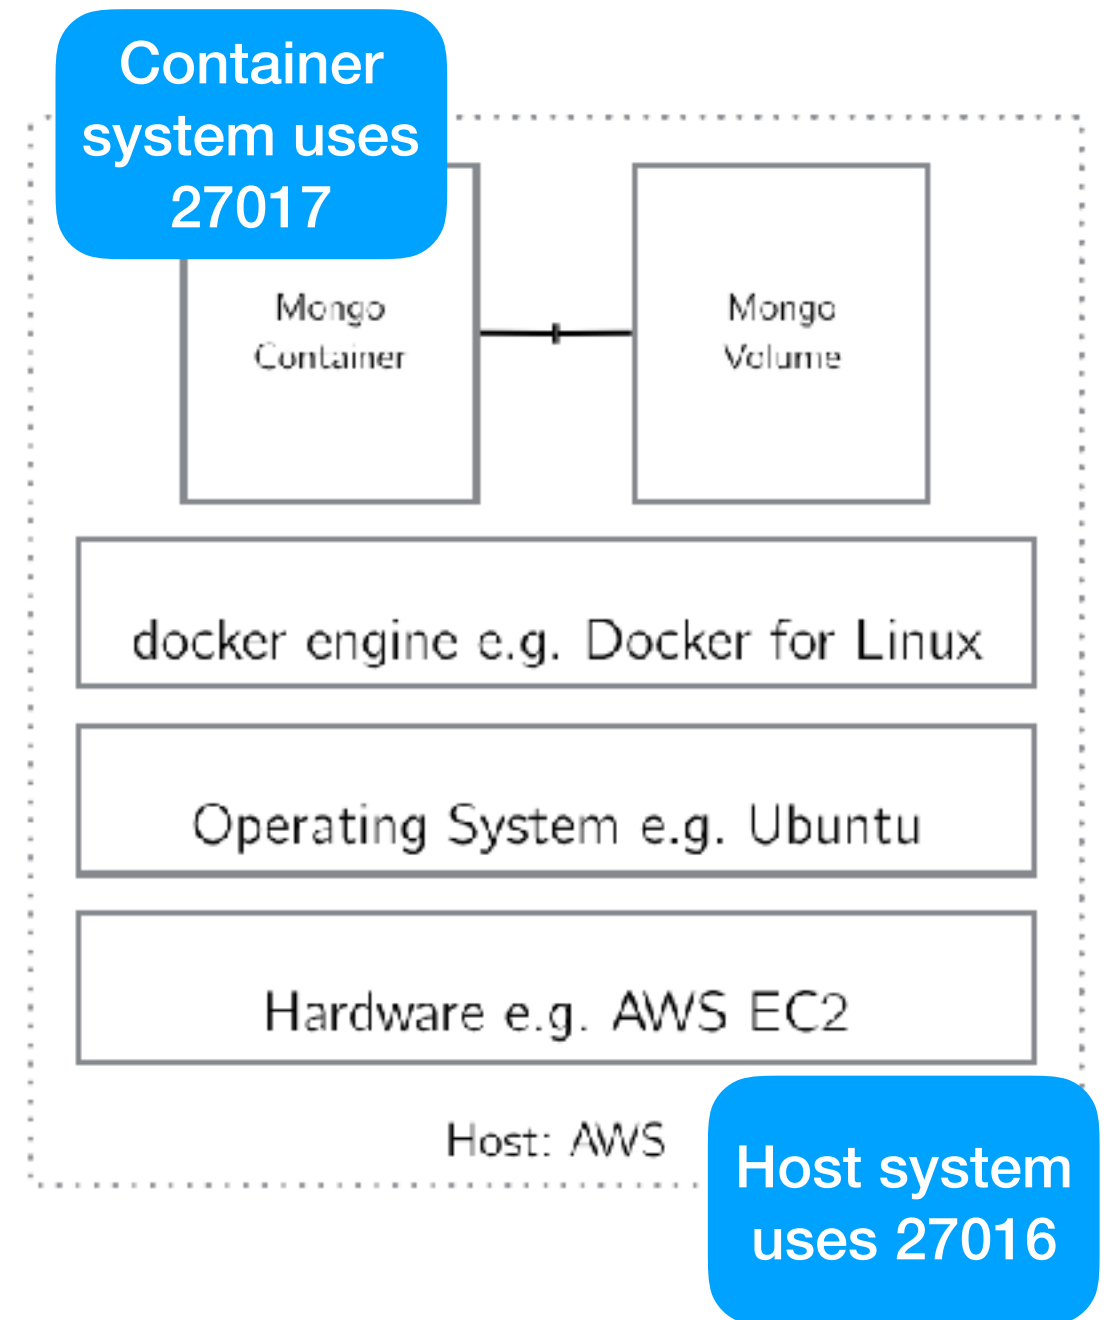 Container
system uses
27017
Mongo
Container
Mongo
Volume
docker engine e.g. Docker for Linux
Operating System e.g. Ubuntu
Hardware e.g. AWS EC2
Host: AWS
Host system
uses 27016